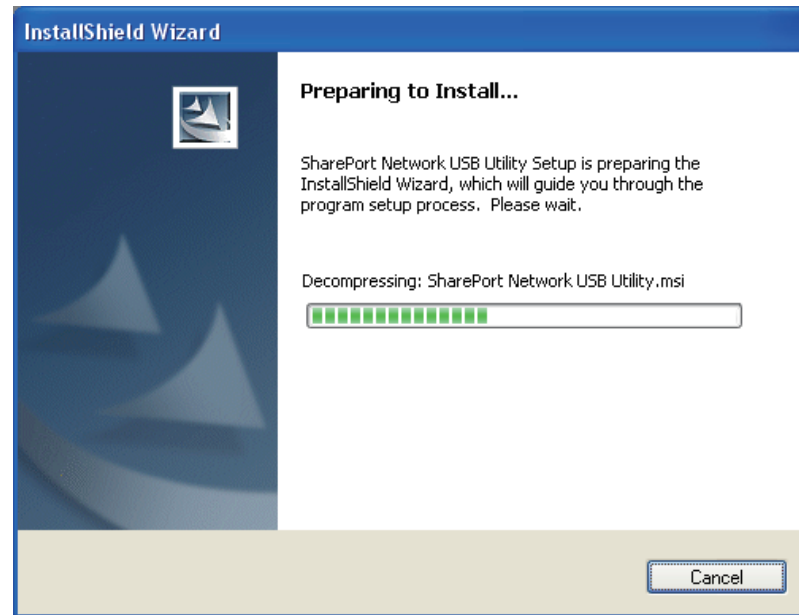 InstallShield Wizard
Preparing to Install...
SharePort Network USB Utility Setup is preparing the
InstallShield Wizard, which will guide you through the
program setup process. Please wait.
Decompressing: SharePort Network USB Utility.msi
Cancel